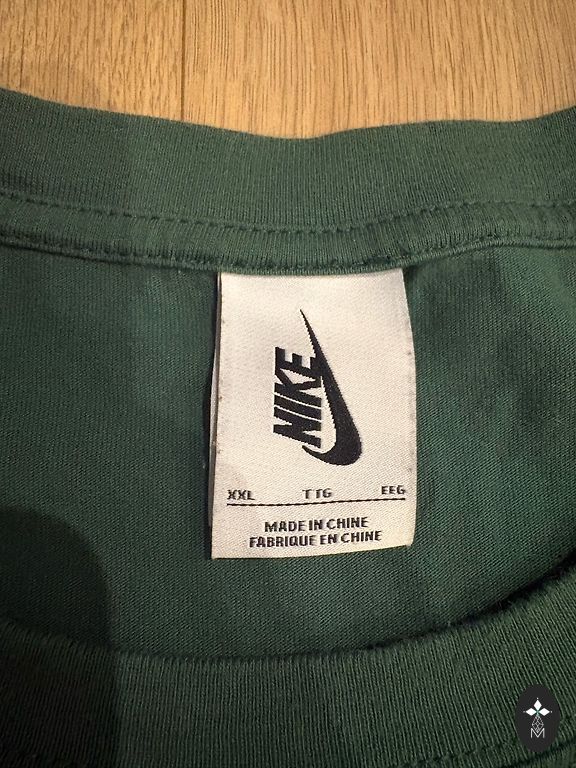 NIKE
XXL TTG EEG
MADE IN CHINE
FABRIQUE EN CHINE
M